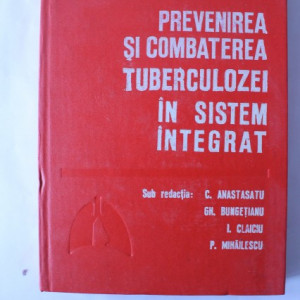 PREVENIREA
ȘI COMBATEREA
TUBERCULOZEI
ÎN SISTEM
INTEGRAT
Sub redacția: C. ANASTASATU
GH. BUNGEȚIANU
I. CLAICIU
P. MIHĂILESCU